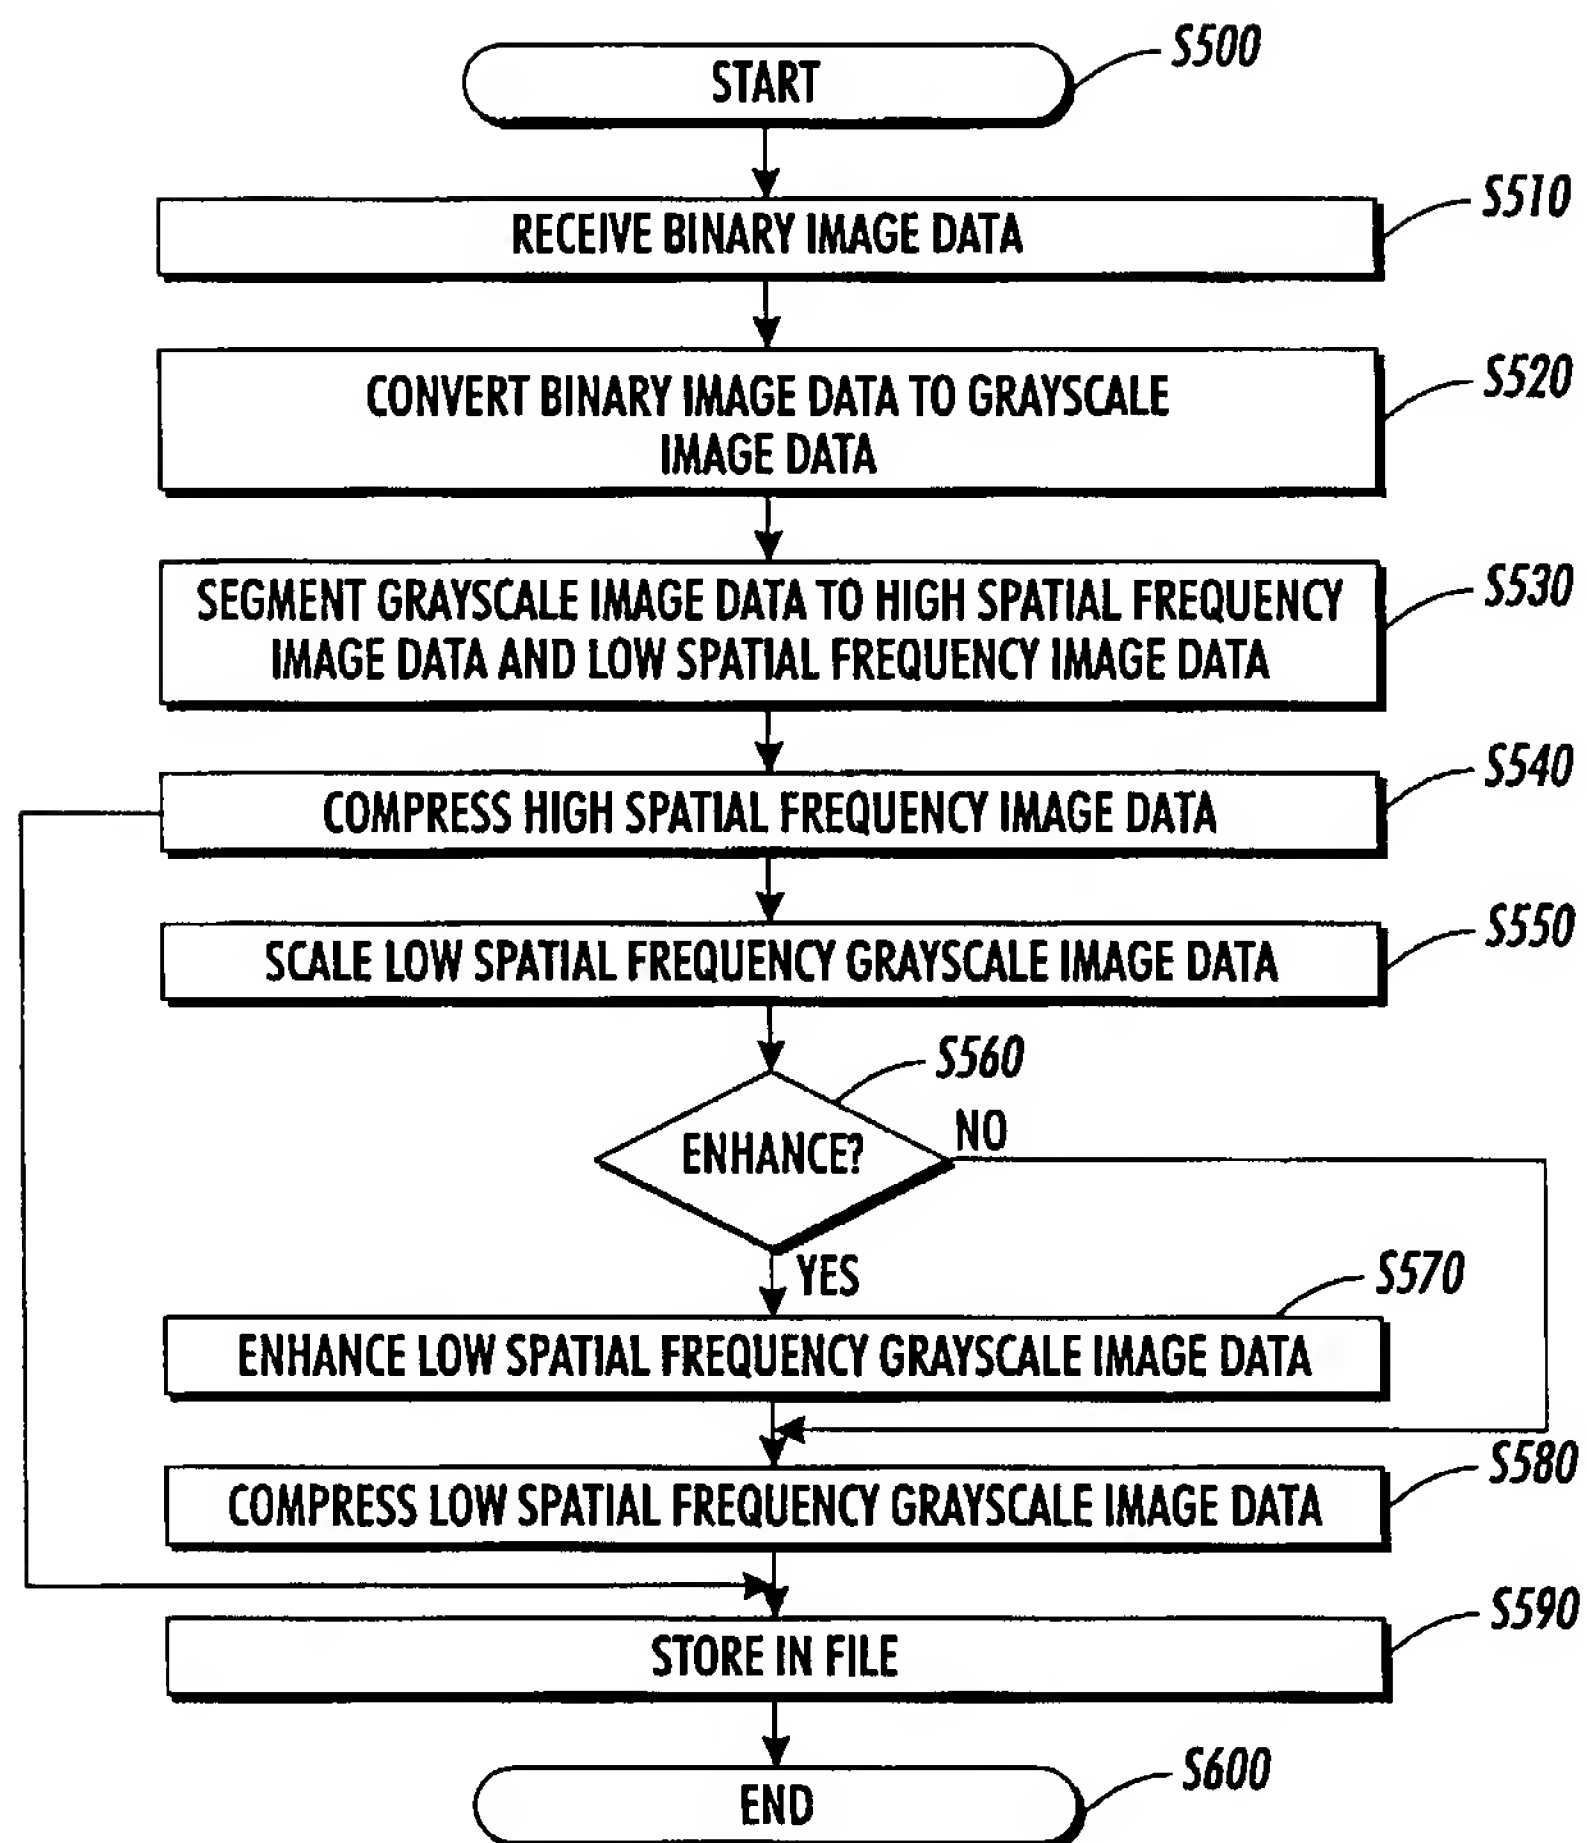 START
S500
RECEIVE BINARY IMAGE DATA
S510
CONVERT BINARY IMAGE DATA TO GRAYSCALE
IMAGE DATA
S520
SEGMENT GRAYSCALE IMAGE DATA TO HIGH SPATIAL FREQUENCY
IMAGE DATA AND LOW SPATIAL FREQUENCY IMAGE DATA
S530
COMPRESS HIGH SPATIAL FREQUENCY IMAGE DATA
S540
SCALE LOW SPATIAL FREQUENCY GRAYSCALE IMAGE DATA
S550
S560
ENHANCE?
NO
YES
S570
ENHANCE LOW SPATIAL FREQUENCY GRAYSCALE IMAGE DATA
S580
COMPRESS LOW SPATIAL FREQUENCY GRAYSCALE IMAGE DATA
S590
STORE IN FILE
S600
END